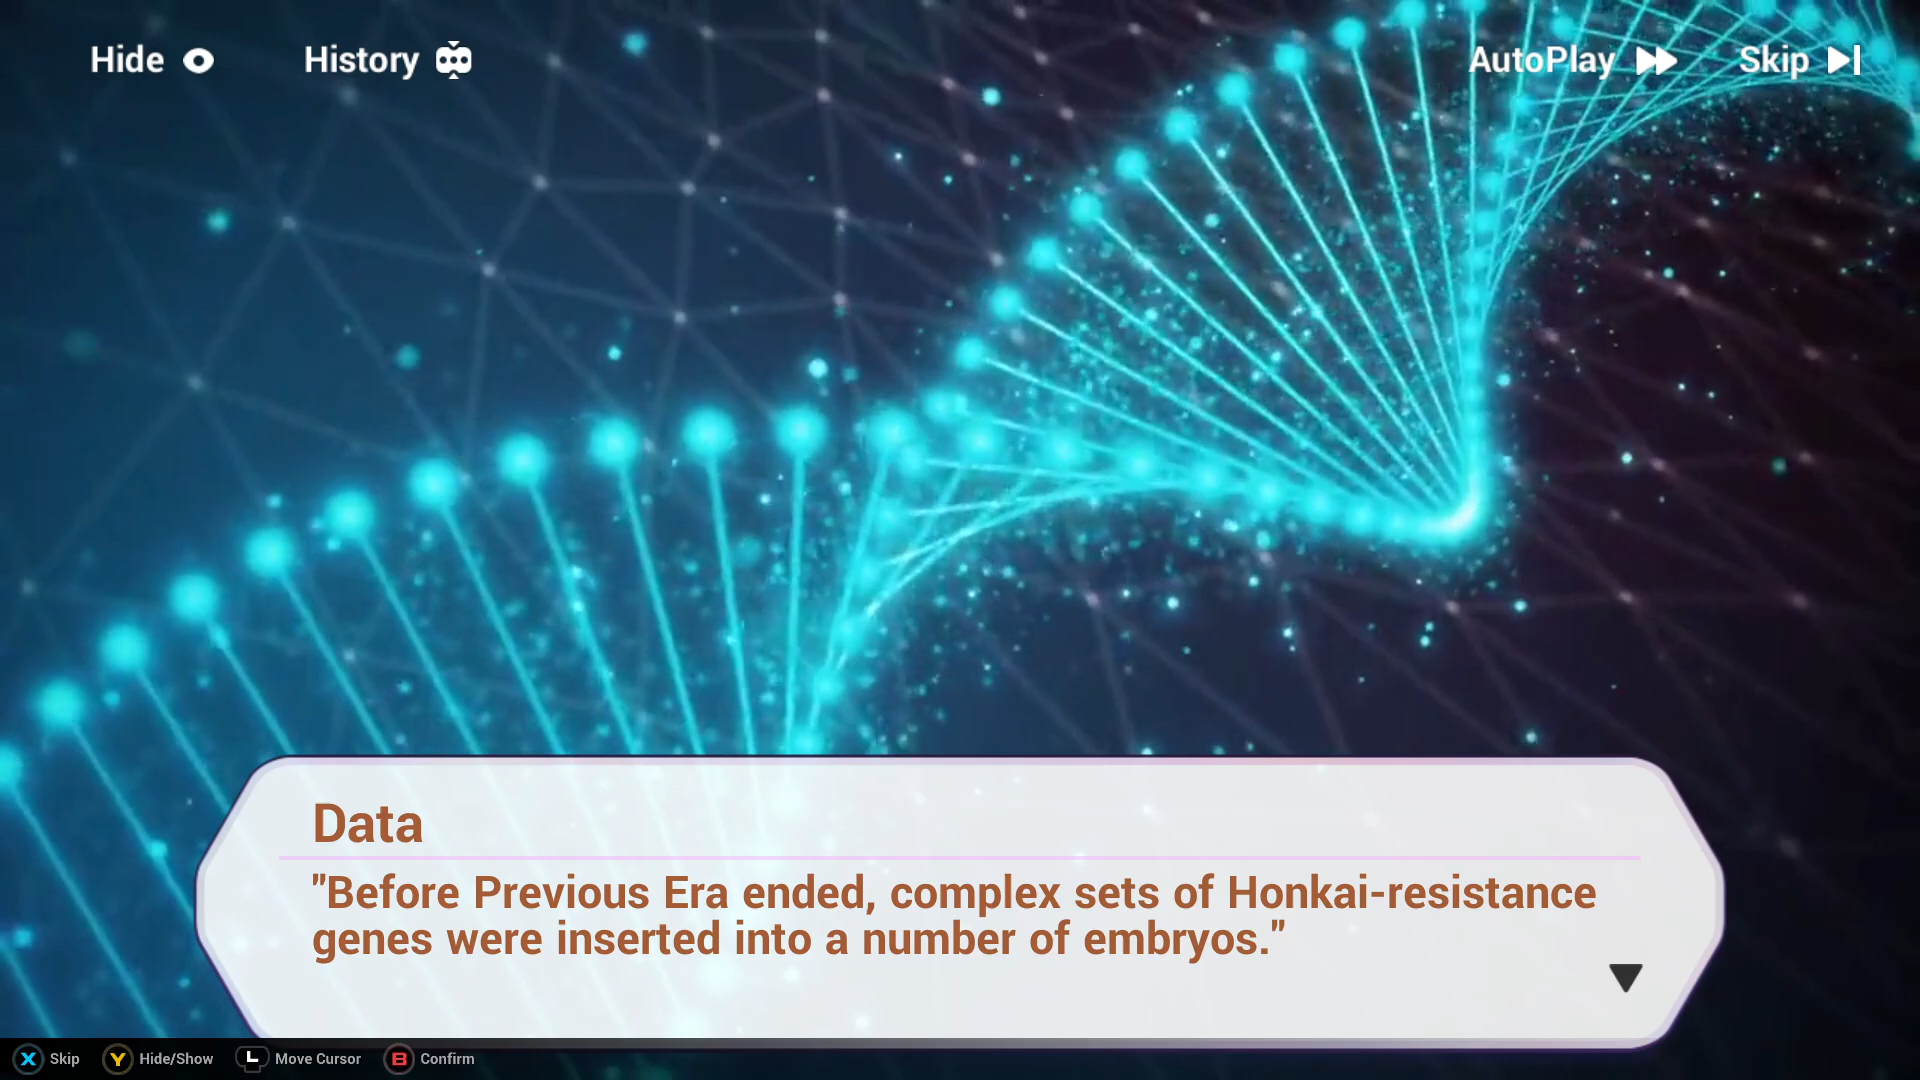 Hide
History
AutoPlay
Skip
Data
"Before Previous Era ended, complex sets of Honkai-resistance
genes were inserted into a number of embryos."
X Skip
Y Hide/Show
L Move Cursor
B Confirm